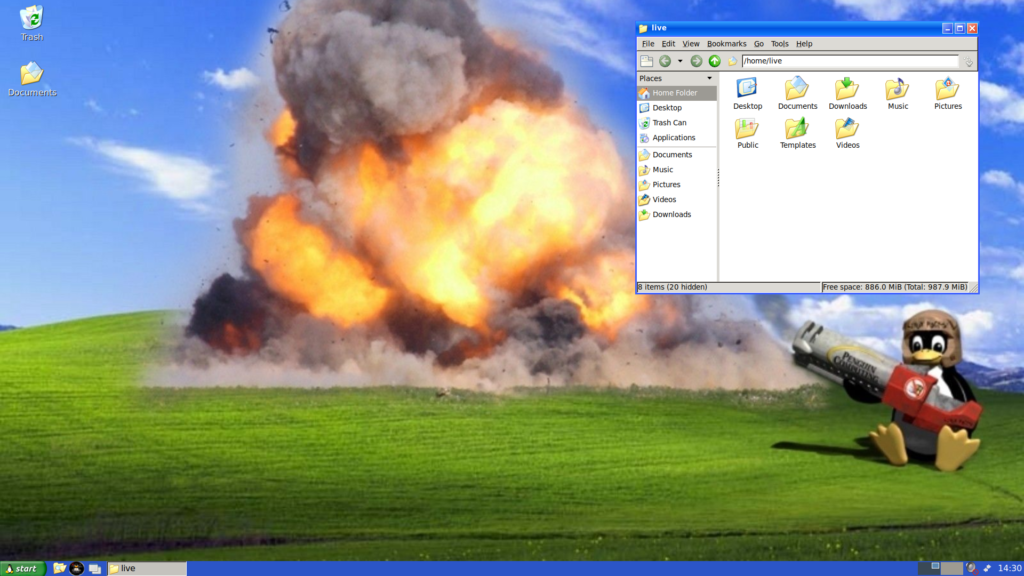 Trash
Documents
live
File Edit View Bookmarks Go Tools Help
/home/live
Places
Home Folder
Desktop
Trash Can
Applications
Documents
Music
Pictures
Videos
Downloads
Desktop Documents Downloads Music Pictures
Public Templates Videos
8 items (20 hidden)
Free space: 886.0 MiB (Total: 987.9 MiB)
PENGUIN
start
live
14:30